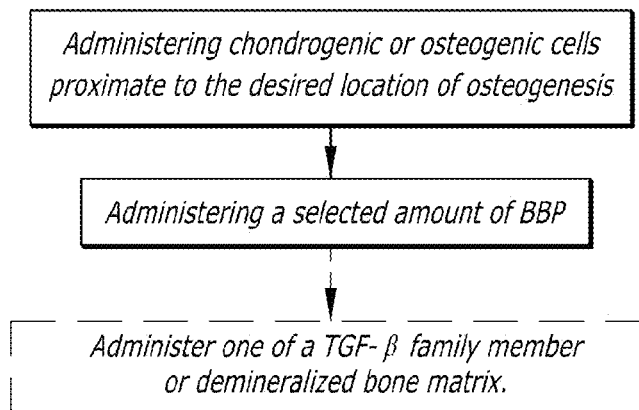 Administering chondrogenic or osteogenic cells
proximate to the desired location of osteogenesis
Administering a selected amount of BBP
Administer one of a TGF- β family member
or demineralized bone matrix.